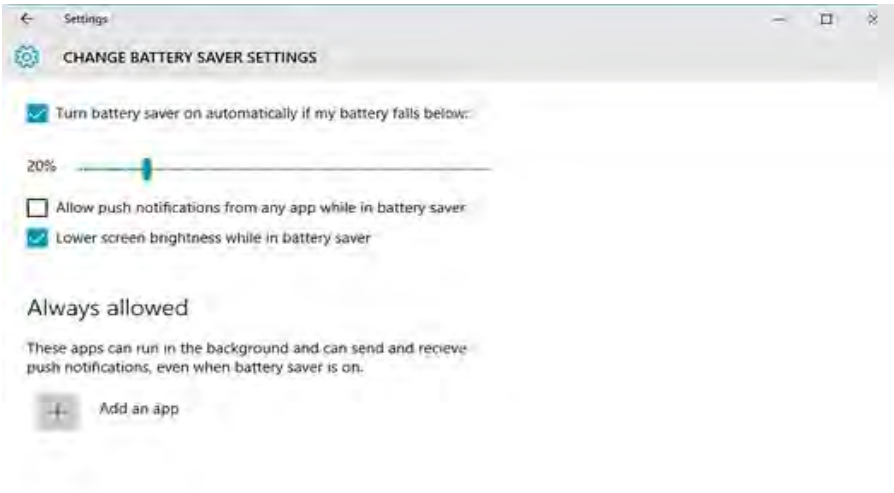 Settings
CHANGE BATTERY SAVER SETTINGS
Turn battery saver on automatically if my battery falls below:
20%
Allow push notifications from any app while in battery saver
Lower screen brightness while in battery saver
Always allowed
These apps can run in the background and can send and recieve
push notifications, even when battery saver is on.
Add an app